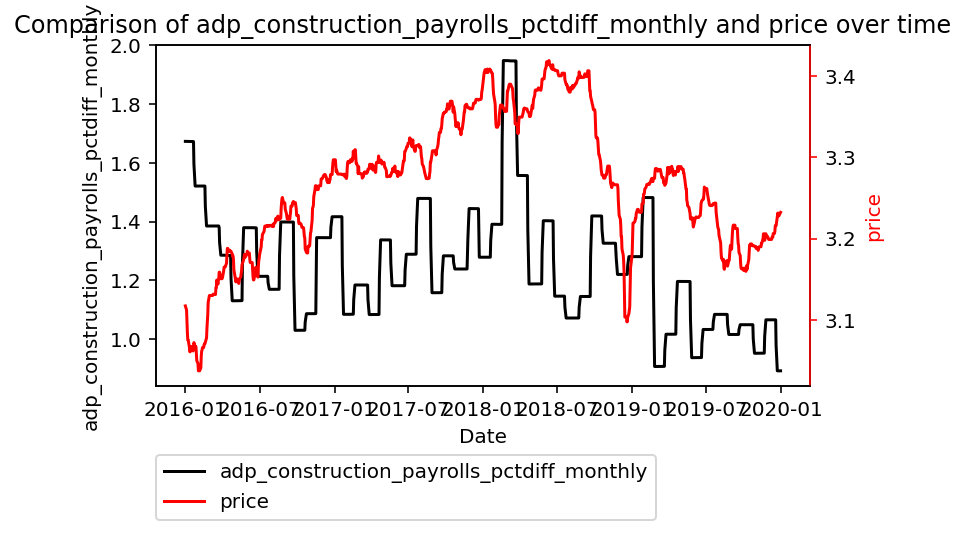 Comparison of adp_construction_payrolls_pctdiff_monthly and price over time
adp_construction_payrolls_pctdiff_monthly
2.0
1.8
1.6
1.4
1.2
1.0
3.4
3.3
3.2
3.1
price
2016-01 2016-07 2017-01 2017-07 2018-01 2018-07 2019-01 2019-07 2020-01
Date
adp_construction_payrolls_pctdiff_monthly
price